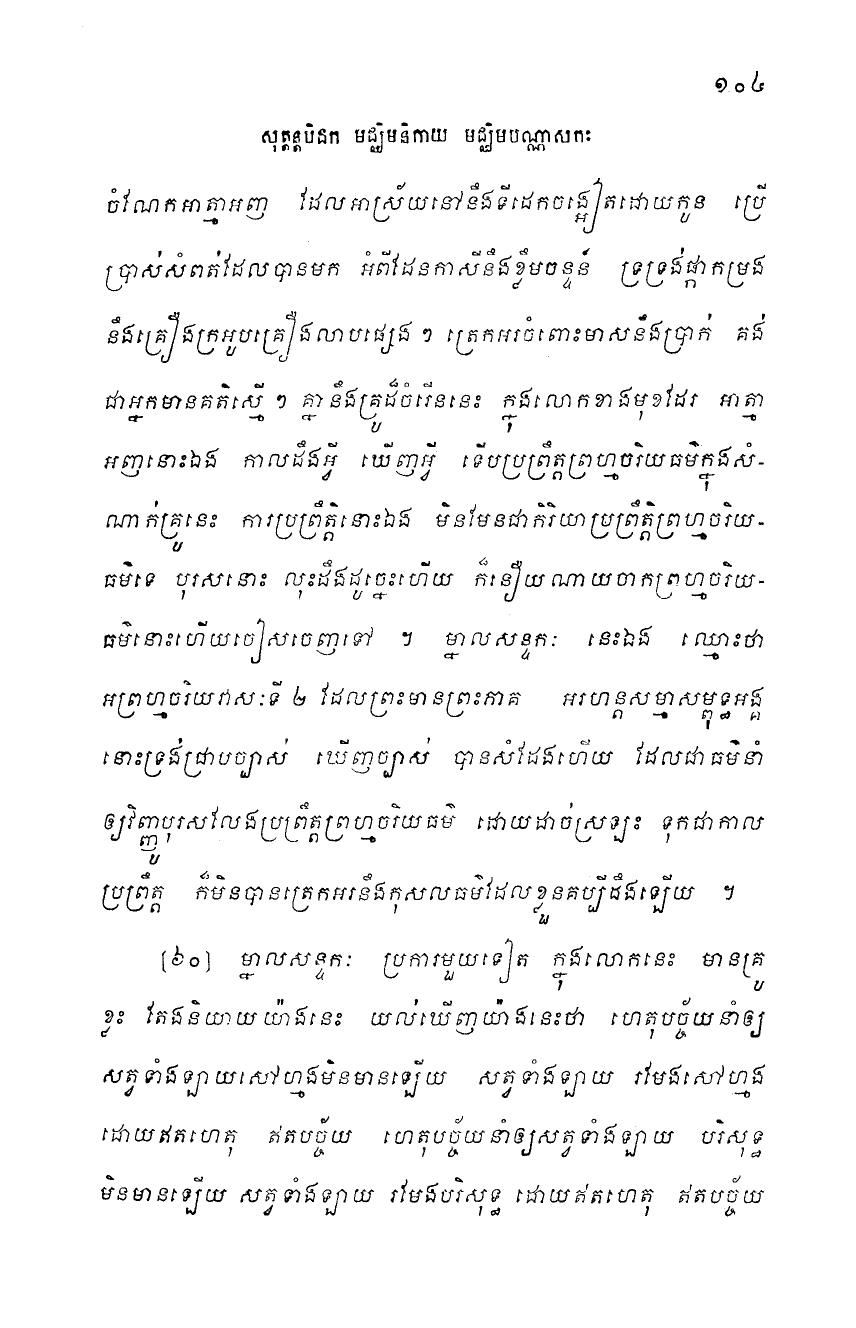 ១០៤
សុត្តន្តបិដក មជ្ឈិមនិកាយ មជ្ឈិមបណ្ណាសកៈ
ចំណែកអាត្មាអញ ដែលអាស្រ័យនៅនឹងទីដេកចង្អៀតដោយកូន ប្រើ
ប្រាស់សំពត់ដែលបានមក អំពីដែនកាសីនឹងខ្លឹមចន្ទន៍ ទ្រទ្រង់ផ្កាកម្រង
នឹងគ្រឿងក្រអូបគ្រឿងលាបផ្សេង ៗ ត្រេកអរចំពោះមាសនឹងប្រាក់ គង់
ជាអ្នកមានគតិស្មើ ៗ គ្នានឹងគ្រូដ៏ចំរើននេះ ក្នុងលោកខាងមុខដែរ អាត្មា
អញនោះឯង កាលដឹងអ្វី ឃើញអ្វី ទើបប្រព្រឹត្តព្រហ្មចរិយធម៌ក្នុងសំ-
ណាក់គ្រូនេះ ការប្រព្រឹត្តិនោះឯង មិនមែនជាកិរិយាប្រព្រឹត្តិព្រហ្មចរិយ-
ធម៌ទេ បុរសនោះ លុះដឹងដូច្នេះហើយ ក៏នឿយណាយចាកព្រហ្មចរិយ-
ធម៌នោះហើយចៀសចេញទៅ ។ ម្នាលសន្ទកៈ នេះឯង ឈ្មោះថា
អព្រហ្មចរិយវាសៈទី ២ ដែលព្រះមានព្រះភាគ អរហន្តសម្មាសម្ពុទ្ធអង្គ
នោះទ្រង់ជ្រាបច្បាស់ ឃើញច្បាស់ បានសំដែងហើយ ដែលជាធម៌នាំ
ឲ្យវិញ្ញូបុរសលែងប្រព្រឹត្តព្រហ្មចរិយធម៌ ដោយដាច់ស្រឡះ ទុកជាកាល
ប្រព្រឹត្ត ក៏មិនបានត្រេកអរនឹងកុសលធម៌ដែលខ្លួនគប្បីដឹងឡើយ ។
[៦០] ម្នាលសន្ទកៈ ប្រការមួយទៀត ក្នុងលោកនេះ មានគ្រូ
ខ្លះ តែងនិយាយយ៉ាងនេះ យល់ឃើញយ៉ាងនេះថា ហេតុបច្ច័យនាំឲ្យ
សត្វទាំងឡាយសៅហ្មងមិនមានឡើយ សត្វទាំងឡាយ រមែងសៅហ្មង
ដោយឥតហេតុ ឥតបច្ច័យ ហេតុបច្ច័យនាំឲ្យសត្វទាំងឡាយ បរិសុទ្ធ
មិនមានឡើយ សត្វទាំងឡាយ រមែងបរិសុទ្ធ ដោយឥតហេតុ ឥតបច្ច័យ